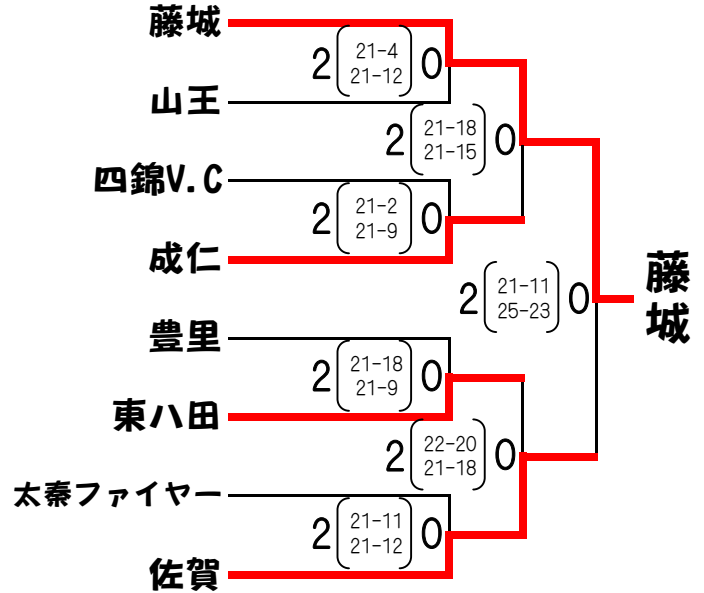 藤城
2 21-4 0
21-12
山王
2 21-18 0
21-15
四錦V.C
2 21-2 0
21-9
成仁
2 21-11 0
25-23
藤城
豊里
2 21-18 0
21-9
東八田
2 22-20 0
21-18
太秦ファイヤー
2 21-11 0
21-12
佐賀